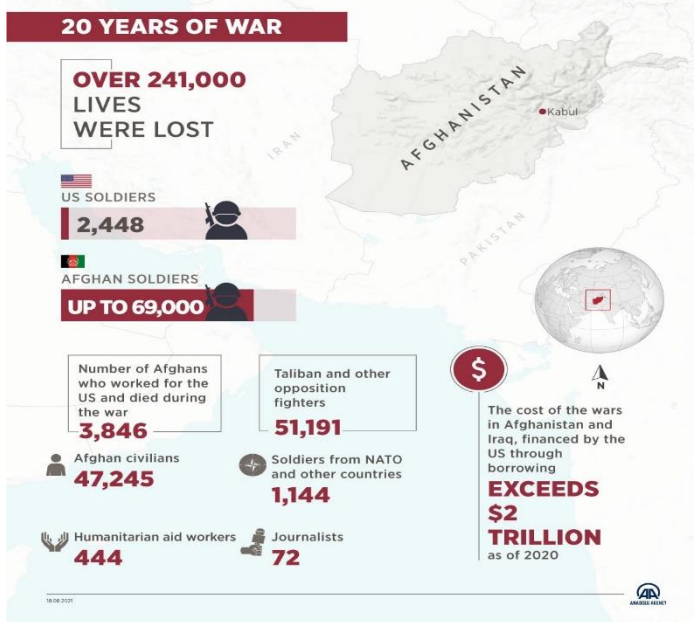 20 YEARS OF WAR
OVER 241,000
LIVES
WERE LOST
AFGHANISTAN
Kabul
IRAN
PAKISTAN
US SOLDIERS
2,448
AFGHAN SOLDIERS
UP TO 69,000
N
Number of Afghans
who worked for the
US and died during
the war
3,846
Taliban and other
opposition
fighters
51,191
$
The cost of the wars
in Afghanistan and
Iraq, financed by the
US through
borrowing
EXCEEDS
$2
TRILLION
as of 2020
Afghan civilians
47,245
Soldiers from NATO
and other countries
1,144
Humanitarian aid workers
444
Journalists
72
18.08.2021
AA
ANADOLU AGENCY